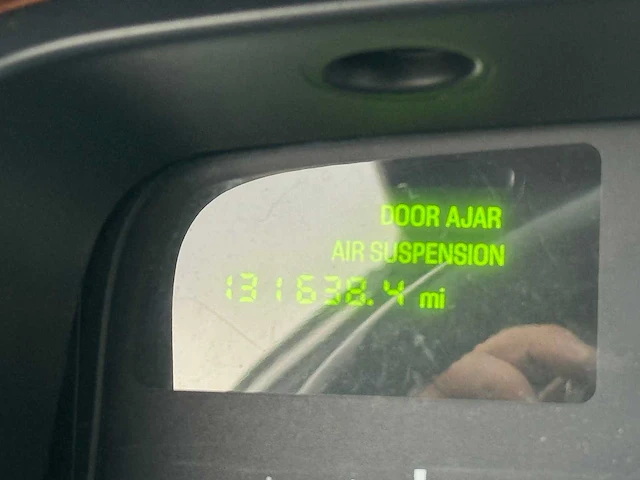 DOOR AJAR
AIR SUSPENSION
131638.4 mi